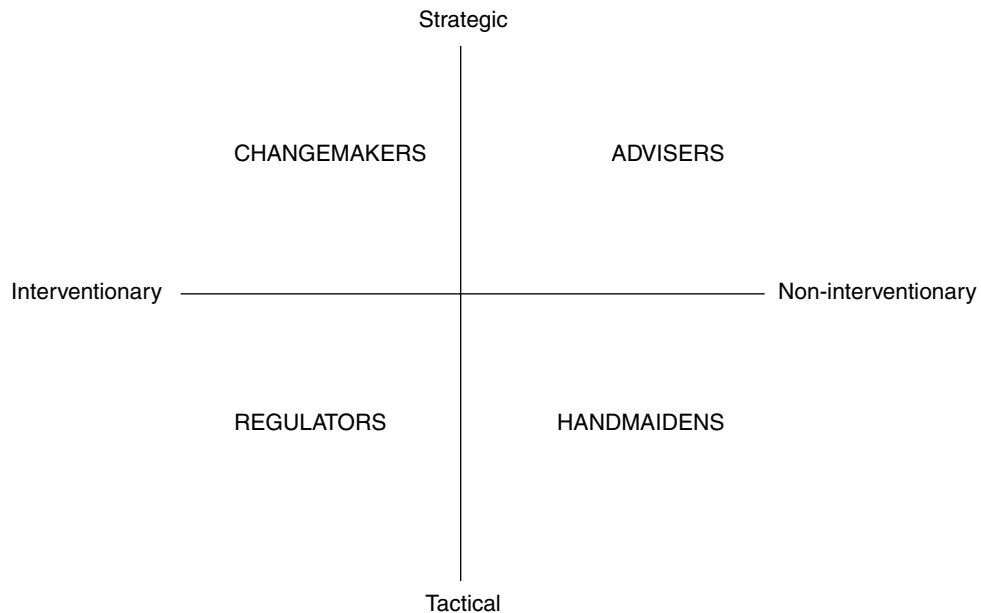 Strategic
CHANGEMAKERS
ADVISERS
Interventionary
Non-interventionary
REGULATORS
HANDMAIDENS
Tactical